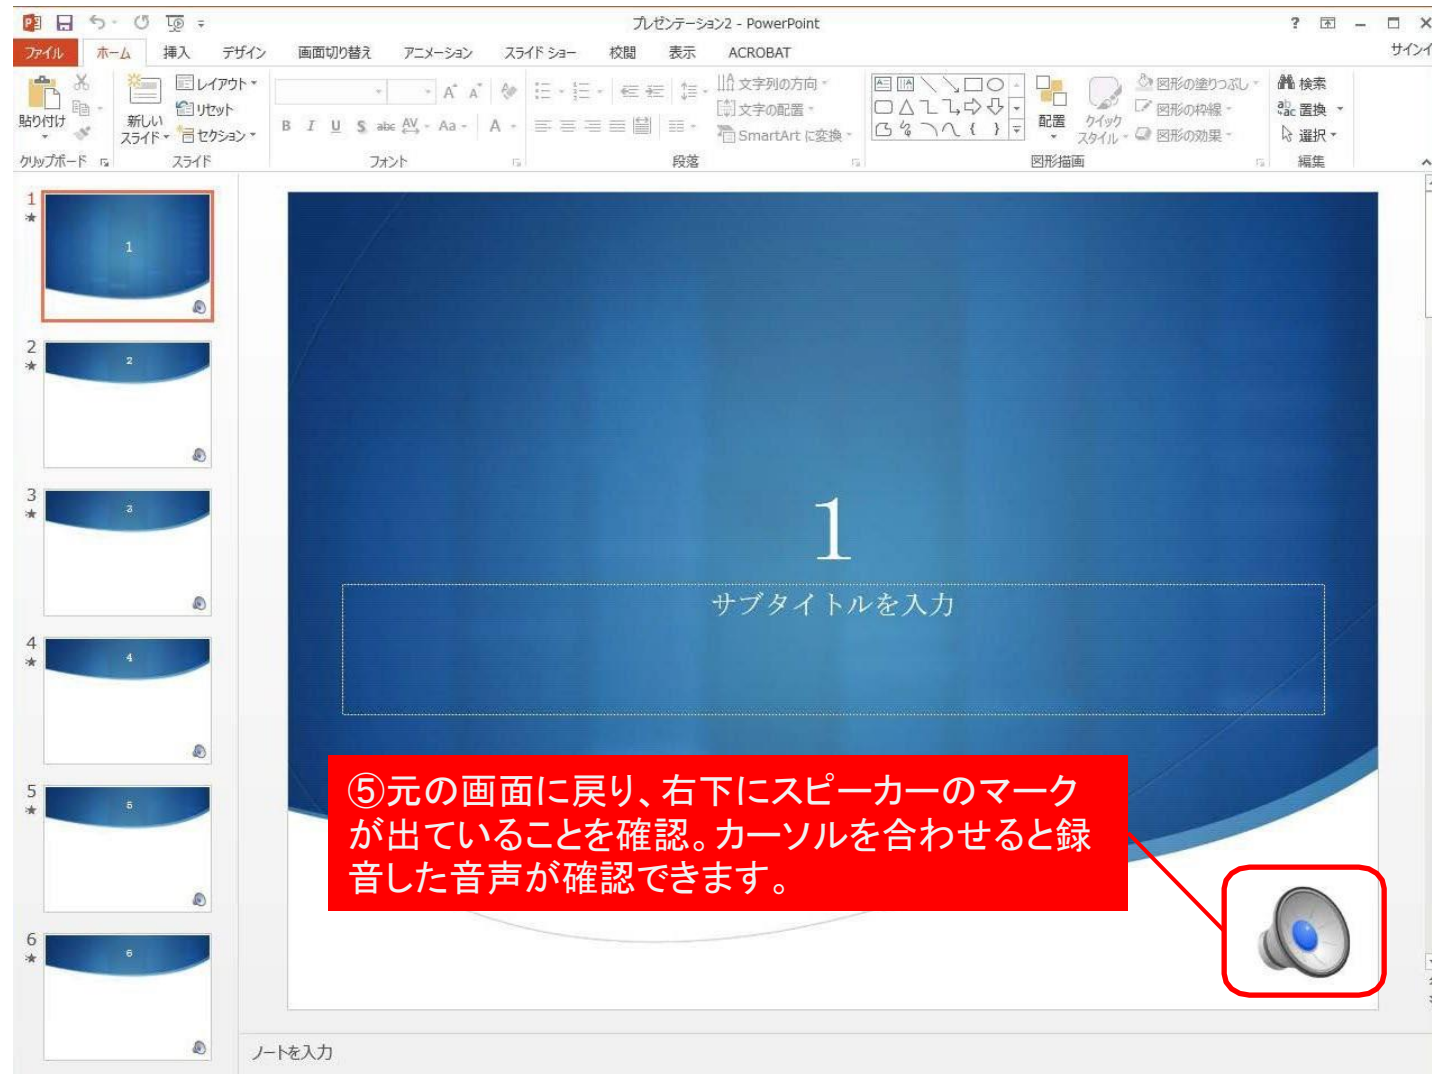 プレゼンテーション2 - PowerPoint
ファイル ホーム 挿入 デザイン 画面切り替え アニメーション スライド ショー 校閲 表示 ACROBAT サインイ
貼り付け
新しい
スライド
レイアウト
リセット
セクション
B I U S abc AV Aa A
文字列の方向
文字の配置
SmartArt に変換
配置
クイック
スタイル
図形の塗りつぶし
図形の枠線
図形の効果
検索
置換
選択
クリップボード スライド フォント 段落 図形描画 編集
1
1
2
2
3
3
4
4
5
5
6
6
1
サブタイトルを入力
⑤元の画面に戻り、右下にスピーカーのマーク
が出ていることを確認。カーソルを合わせると録
音した音声が確認できます。
ノートを入力